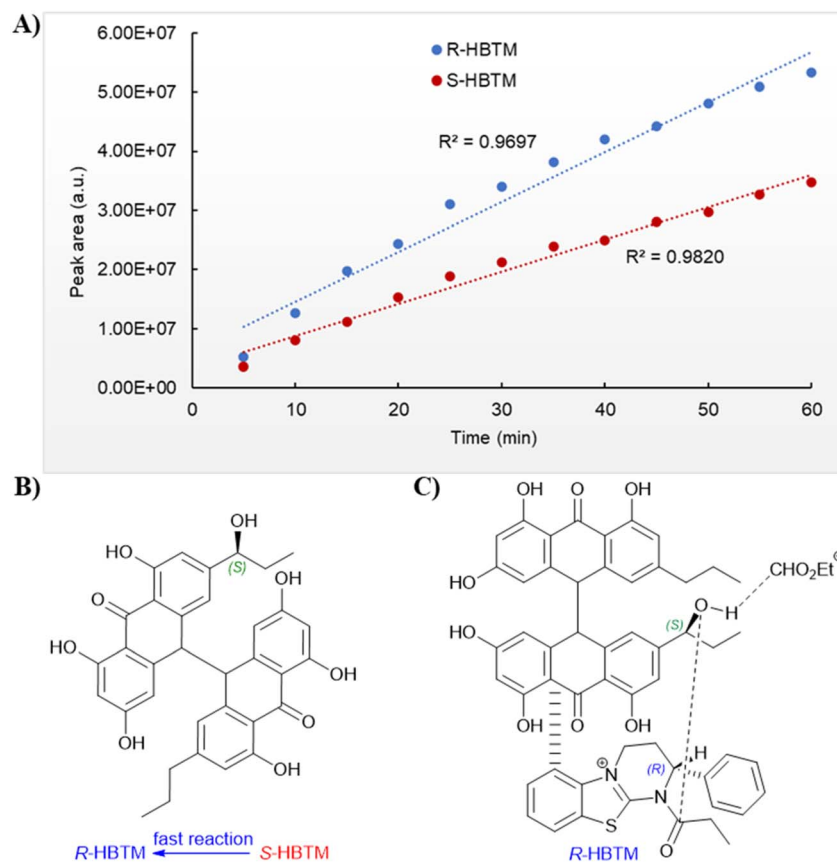 A)
6.00E+07
5.00E+07
4.00E+07
3.00E+07
2.00E+07
1.00E+07
0.00E+00
Peak area (a.u.)
R-HBTM
S-HBTM
R² = 0.9697
R² = 0.9820
0 10 20 30 40 50 60
Time (min)
B)
OH
HO
(S)
O
OH
OH
OH
OH
O
OH
R-HBTM fast reaction S-HBTM
C)
OH O OH
HO
CHO₂Et
O H
(S)
HO
OH O OH
H
(R)
N
N
S
O
R-HBTM